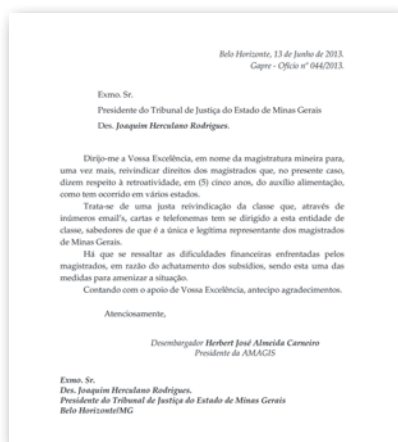 Belo Horizonte, 13 de Junho de 2013.
Gapre - Ofício nº 044/2013.
Exmo. Sr.
Presidente do Tribunal de Justiça do Estado de Minas Gerais
Des. Joaquim Herculano Rodrigues.
Dirijo-me a Vossa Excelência, em nome da magistratura mineira para,
uma vez mais, reivindicar direitos dos magistrados que, no presente caso,
dizem respeito à retroatividade, em (5) cinco anos, do auxílio alimentação,
como tem ocorrido em vários estados.
Trata-se de uma justa reivindicação da classe que, através de
inúmeros email's, cartas e telefonemas tem se dirigido a esta entidade de
classe, sabedores de que é a única e legítima representante dos magistrados
de Minas Gerais.
Há que se ressaltar as dificuldades financeiras enfrentadas pelos
magistrados, em razão do achatamento dos subsídios, sendo esta uma das
medidas para amenizar a situação.
Contando com o apoio de Vossa Excelência, antecipo agradecimentos.
Atenciosamente,
Desembargador Herbert José Almeida Carneiro
Presidente da AMAGIS
Exmo. Sr.
Des. Joaquim Herculano Rodrigues.
Presidente do Tribunal de Justiça do Estado de Minas Gerais
Belo Horizonte/MG